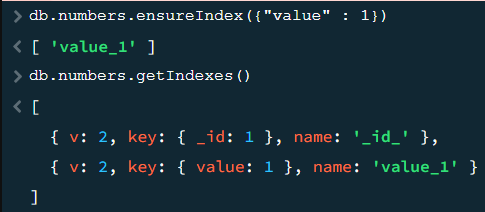 > db.numbers.ensureIndex({"value" : 1})
< [ 'value_1' ]
> db.numbers.getIndexes()
< [
{ v: 2, key: { _id: 1 }, name: '_id_' },
{ v: 2, key: { value: 1 }, name: 'value_1' }
]